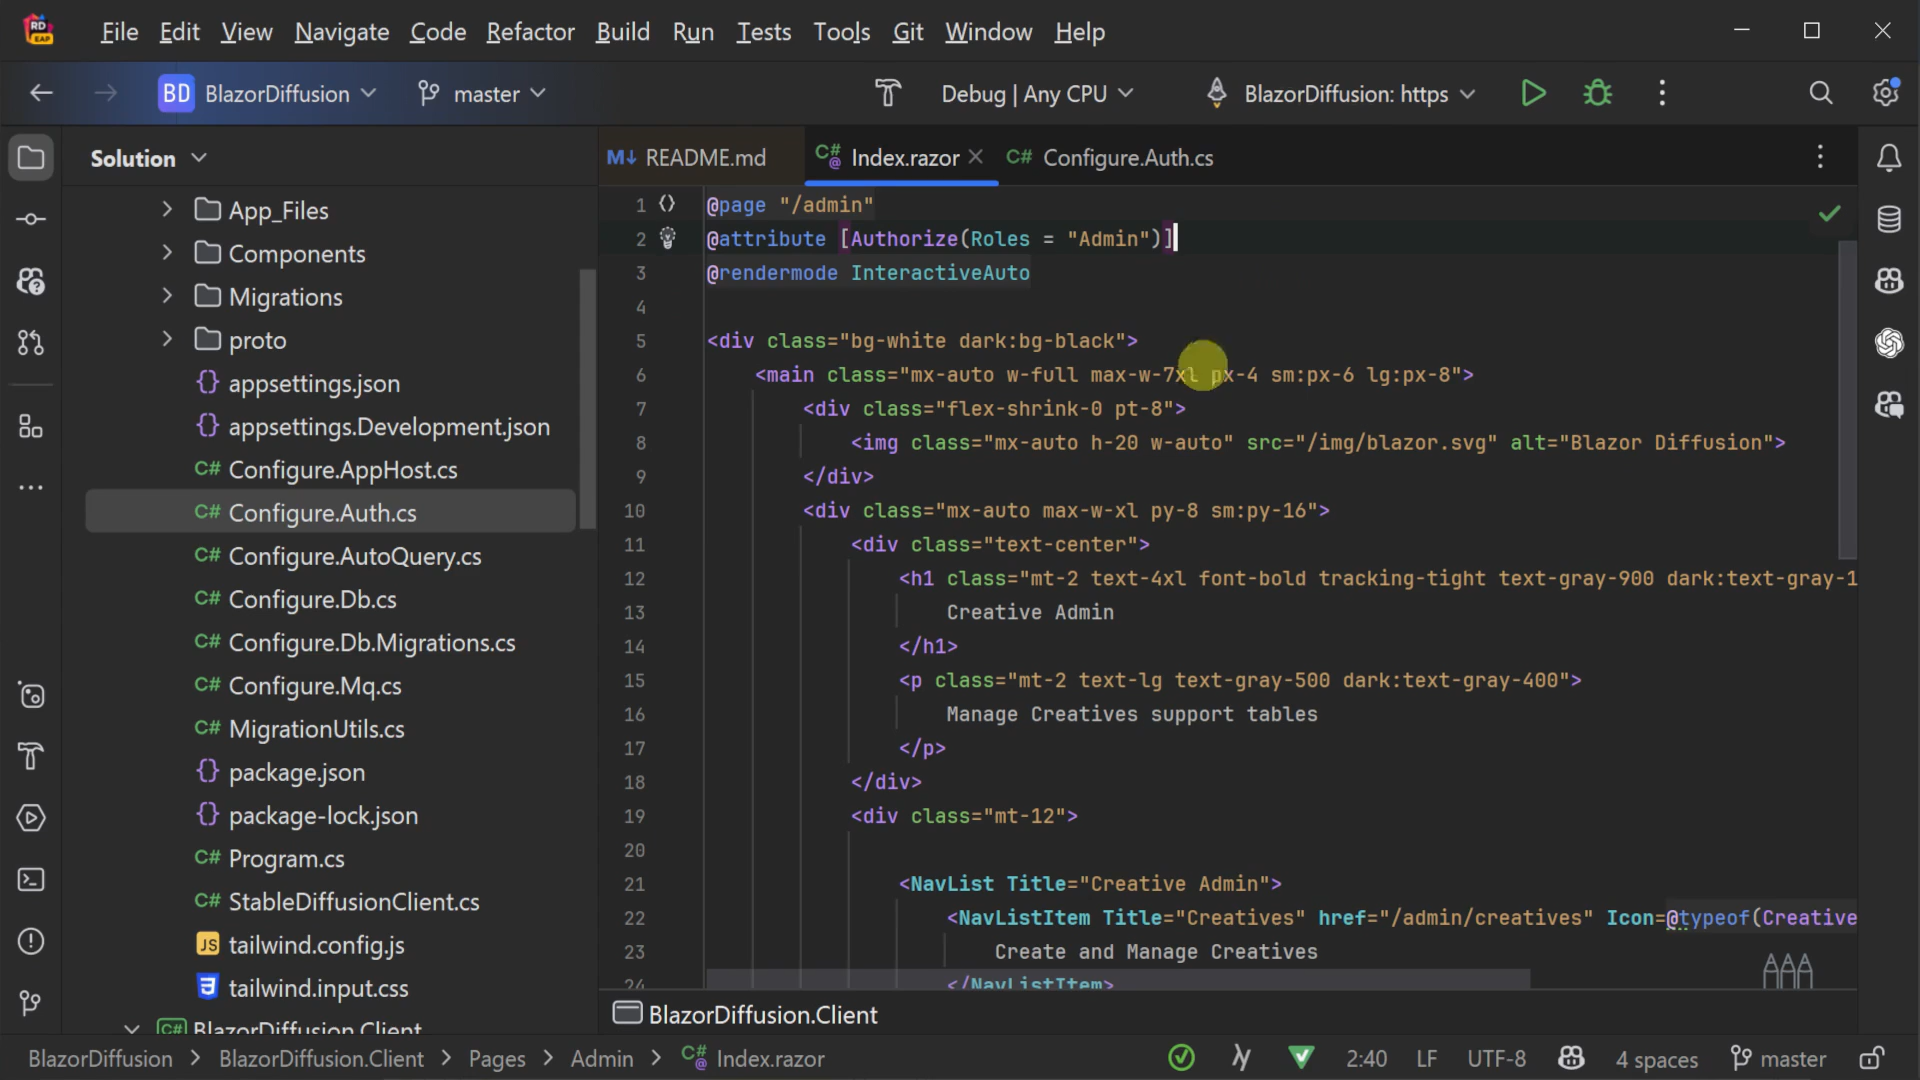 RD
EAP
File Edit View Navigate Code Refactor Build Run Tests Tools Git Window Help
BD BlazorDiffusion master Debug | Any CPU BlazorDiffusion: https
Solution
App_Files
Components
Migrations
proto
{} appsettings.json
{} appsettings.Development.json
C# Configure.AppHost.cs
C# Configure.Auth.cs
C# Configure.AutoQuery.cs
C# Configure.Db.cs
C# Configure.Db.Migrations.cs
C# Configure.Mq.cs
C# MigrationUtils.cs
{} package.json
{} package-lock.json
C# Program.cs
C# StableDiffusionClient.cs
JS tailwind.config.js
tailwind.input.css
C# BlazorDiffusion.Client
M↓ README.md C# @ Index.razor C# Configure.Auth.cs
1 @page "/admin"
2 @attribute [Authorize(Roles = "Admin")]
3 @rendermode InteractiveAuto
4
5 <div class="bg-white dark:bg-black">
6 <main class="mx-auto w-full max-w-7xl px-4 sm:px-6 lg:px-8">
7 <div class="flex-shrink-0 pt-8">
8 <img class="mx-auto h-20 w-auto" src="/img/blazor.svg" alt="Blazor Diffusion">
9 </div>
10 <div class="mx-auto max-w-xl py-8 sm:py-16">
11 <div class="text-center">
12 <h1 class="mt-2 text-4xl font-bold tracking-tight text-gray-900 dark:text-gray-1
13 Creative Admin
14 </h1>
15 <p class="mt-2 text-lg text-gray-500 dark:text-gray-400">
16 Manage Creatives support tables
17 </p>
18 </div>
19 <div class="mt-12">
20
21 <NavList Title="Creative Admin">
22 <NavListItem Title="Creatives" href="/admin/creatives" Icon=@typeof(Creative
23 Create and Manage Creatives
24 </NavListItem>
BlazorDiffusion.Client
BlazorDiffusion > BlazorDiffusion.Client > Pages > Admin > C# @ Index.razor 2:40 LF UTF-8 4 spaces master